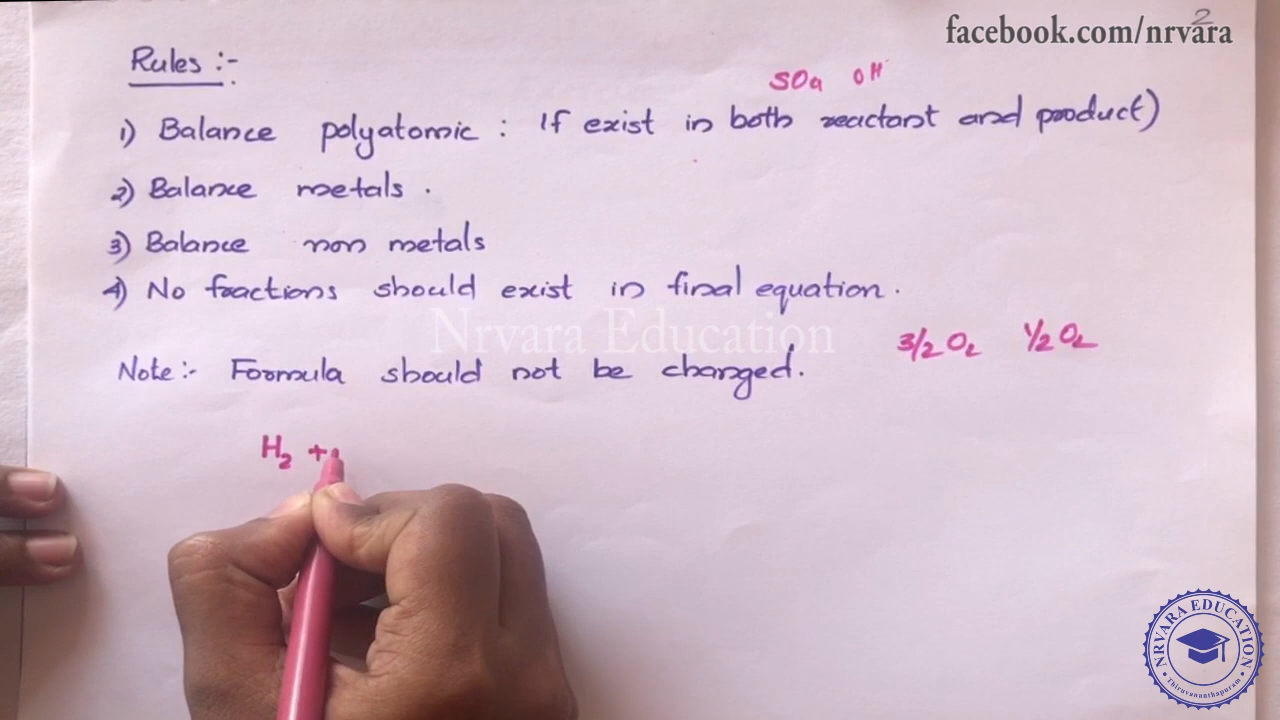 facebook.com/nrvara
2
Rules :-
SO4 OH
1) Balance polyatomic : If exist in both reactant and product)
2) Balance metals .
3) Balance non metals
4) No fractions should exist in final equation .
Nrvara Education
3/2 O2 1/2 O2
Note :- Formula should not be changed.
H2 +
NRVARA EDUCATION
Thiruvananthapuram